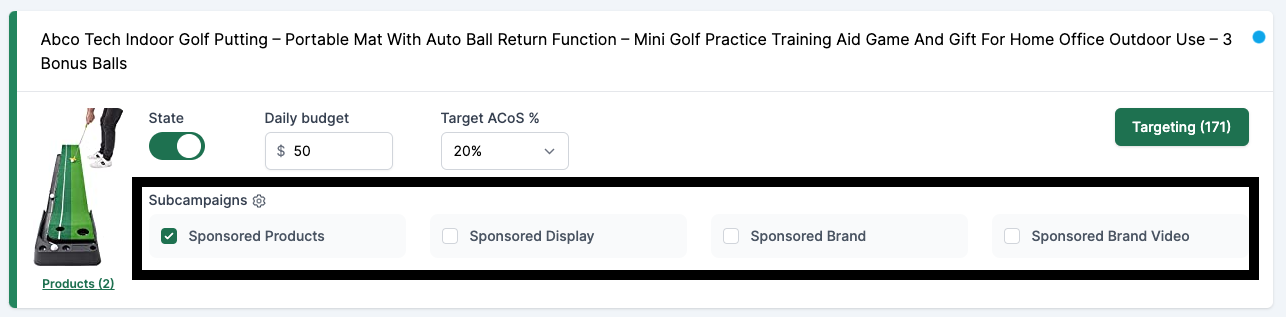 Abco Tech Indoor Golf Putting – Portable Mat With Auto Ball Return Function – Mini Golf Practice Training Aid Game And Gift For Home Office Outdoor Use – 3
Bonus Balls
State
Daily budget
Target ACoS %
$ 50
20%
Targeting (171)
Subcampaigns
Sponsored Products
Sponsored Display
Sponsored Brand
Sponsored Brand Video
Products (2)